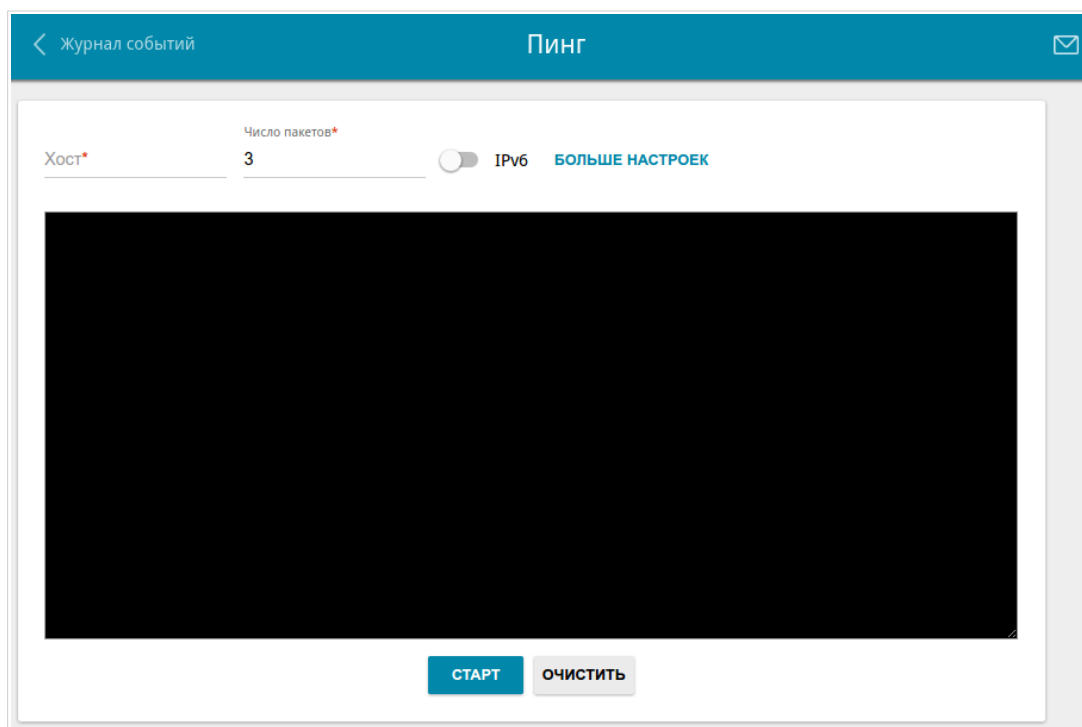 Журнал событий
Пинг
Число пакетов*
Хост*
3
IPv6
БОЛЬШЕ НАСТРОЕК
СТАРТ
ОЧИСТИТЬ